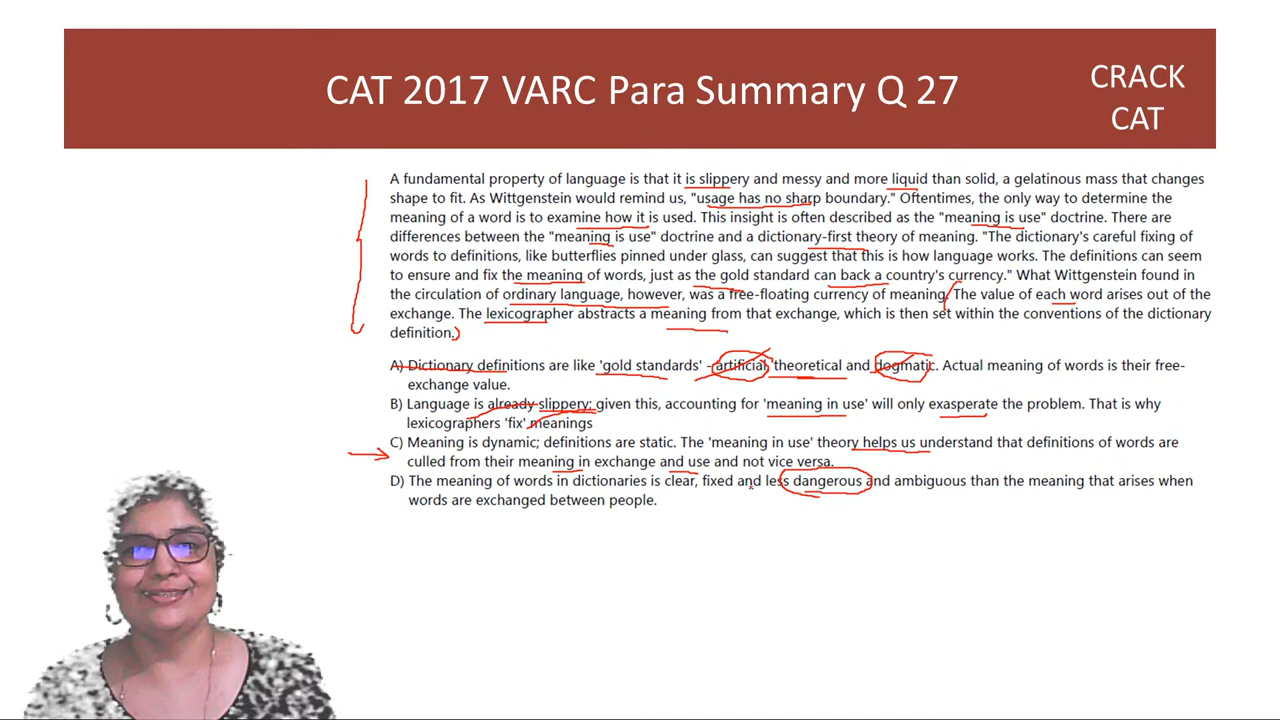 CAT 2017 VARC Para Summary Q 27
CRACK
CAT
A fundamental property of language is that it is slippery and messy and more liquid than solid, a gelatinous mass that changes
shape to fit. As Wittgenstein would remind us, "usage has no sharp boundary." Oftentimes, the only way to determine the
meaning of a word is to examine how it is used. This insight is often described as the "meaning is use" doctrine. There are
differences between the "meaning is use" doctrine and a dictionary-first theory of meaning. "The dictionary's careful fixing of
words to definitions, like butterflies pinned under glass, can suggest that this is how language works. The definitions can seem
to ensure and fix the meaning of words, just as the gold standard can back a country's currency." What Wittgenstein found in
the circulation of ordinary language, however, was a free-floating currency of meaning. The value of each word arises out of the
exchange. The lexicographer abstracts a meaning from that exchange, which is then set within the conventions of the dictionary
definition.
A) Dictionary definitions are like 'gold standards' - artificial, theoretical and dogmatic. Actual meaning of words is their free-
exchange value.
B) Language is already slippery; given this, accounting for 'meaning in use' will only exasperate the problem. That is why
lexicographers 'fix' meanings
C) Meaning is dynamic; definitions are static. The 'meaning in use' theory helps us understand that definitions of words are
culled from their meaning in exchange and use and not vice versa.
D) The meaning of words in dictionaries is clear, fixed and less dangerous and ambiguous than the meaning that arises when
words are exchanged between people.